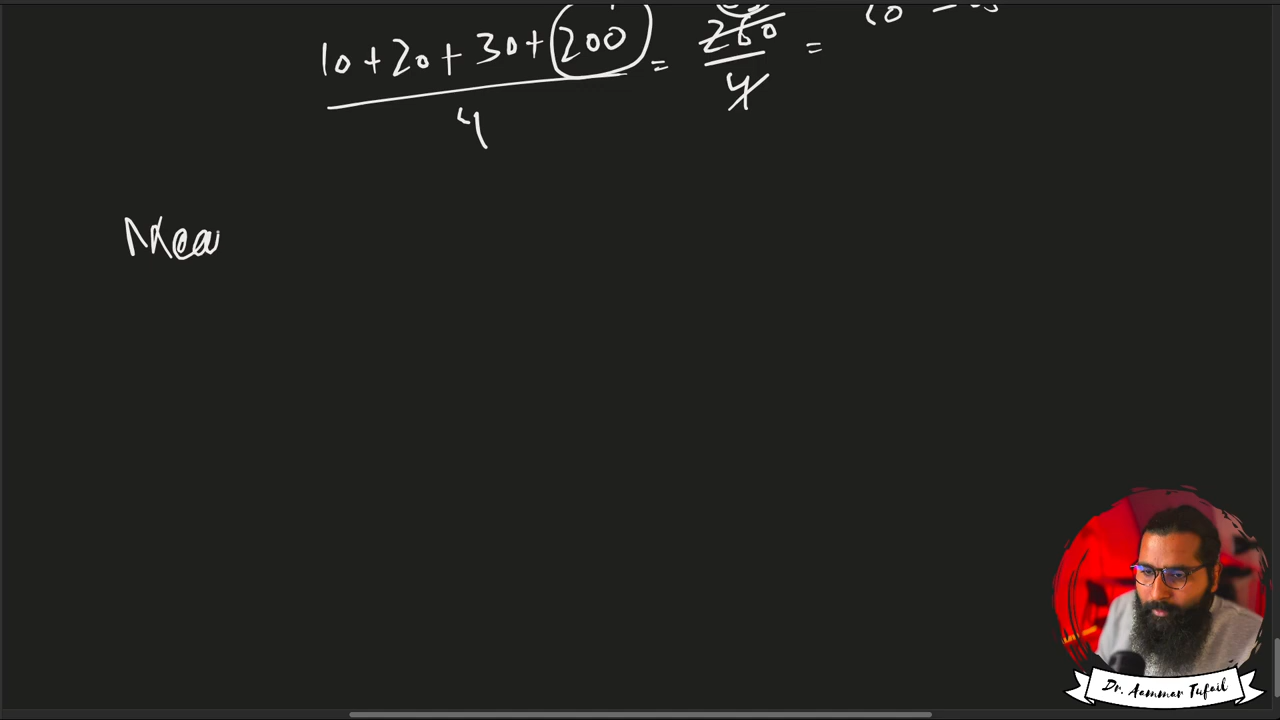 10 + 20 + 30 + 200 = 260 =
4 4
Mea
Dr. Aammar Tufail